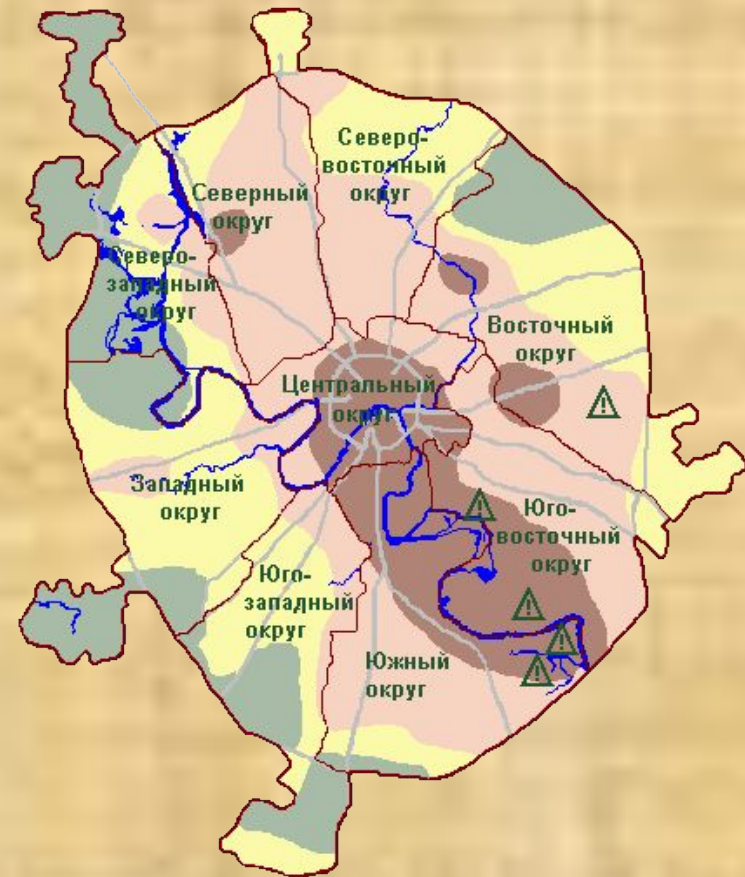 Северо-
восточный
округ
Северный
округ
Северо-
западный
округ
Восточный
округ
Центральный
округ
Западный
округ
Юго-
восточный
округ
Юго-
западный
округ
Южный
округ